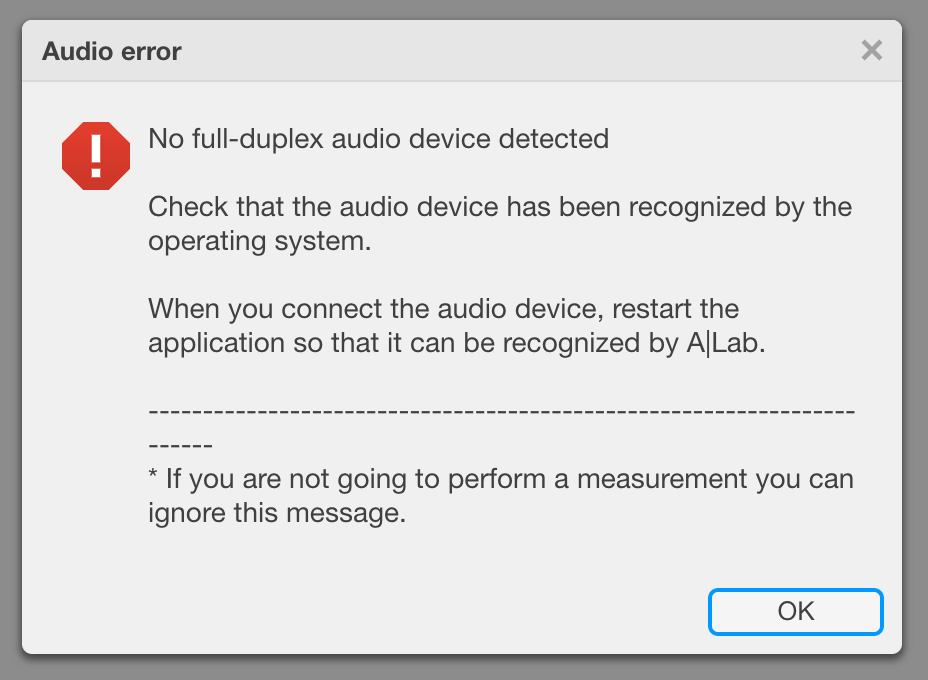 Audio error
No full-duplex audio device detected
Check that the audio device has been recognized by the
operating system.
When you connect the audio device, restart the
application so that it can be recognized by A|Lab.
-----------------------------------------------------------------
------
* If you are not going to perform a measurement you can
ignore this message.
OK